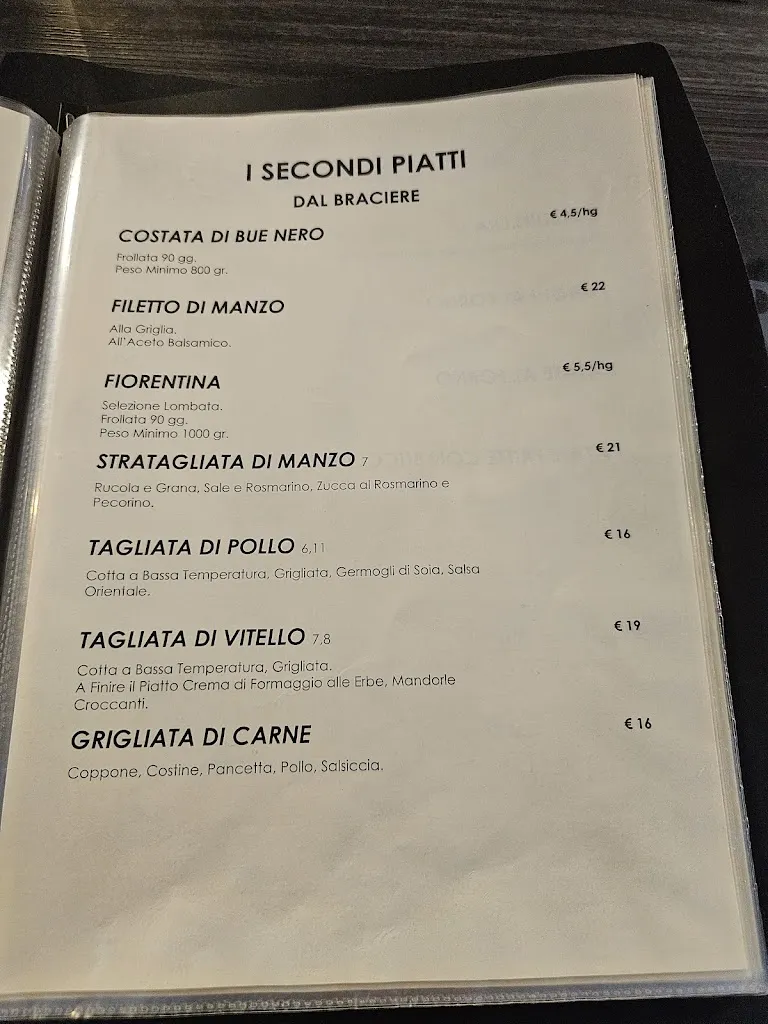 I SECONDI PIATTI
DAL BRACIERE
COSTATA DI BUE NERO € 4,5/hg
Frollata 90 gg.
Peso Minimo 800 gr.
FILETTO DI MANZO € 22
Alla Griglia.
All'Aceto Balsamico.
FIORENTINA € 5,5/hg
Selezione Lombata.
Frollata 90 gg.
Peso Minimo 1000 gr.
STRATAGLIATA DI MANZO 7 € 21
Rucola e Grana, Sale e Rosmarino, Zucca al Rosmarino e
Pecorino.
TAGLIATA DI POLLO 6,11 € 16
Cotta a Bassa Temperatura, Grigliata, Germogli di Soia, Salsa
Orientale.
TAGLIATA DI VITELLO 7,8 € 19
Cotta a Bassa Temperatura, Grigliata.
A Finire il Piatto Crema di Formaggio alle Erbe, Mandorle
Croccanti.
GRIGLIATA DI CARNE € 16
Coppone, Costine, Pancetta, Pollo, Salsiccia.